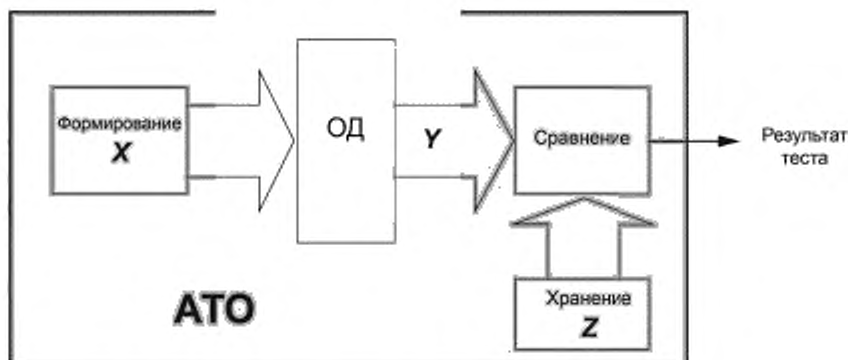 Формирование
X
ОД
Y
Сравнение
Результат
теста
АТО
Хранение
Z